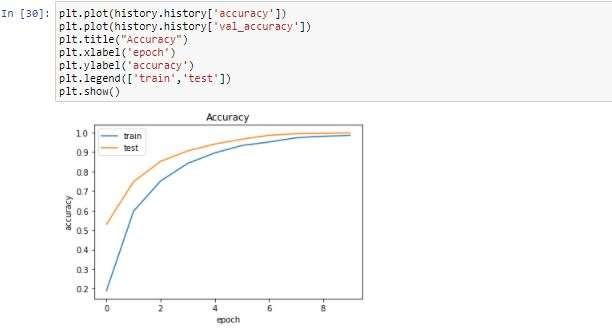 In [30]: plt.plot(history.history['accuracy'])
plt.plot(history.history['val_accuracy'])
plt.title("Accuracy")
plt.xlabel('epoch')
plt.ylabel('accuracy')
plt.legend(['train','test'])
plt.show()
Accuracy
train
test
1.0
0.9
0.8
0.7
0.6
0.5
0.4
0.3
0.2
accuracy
0 2 4 6 8
epoch